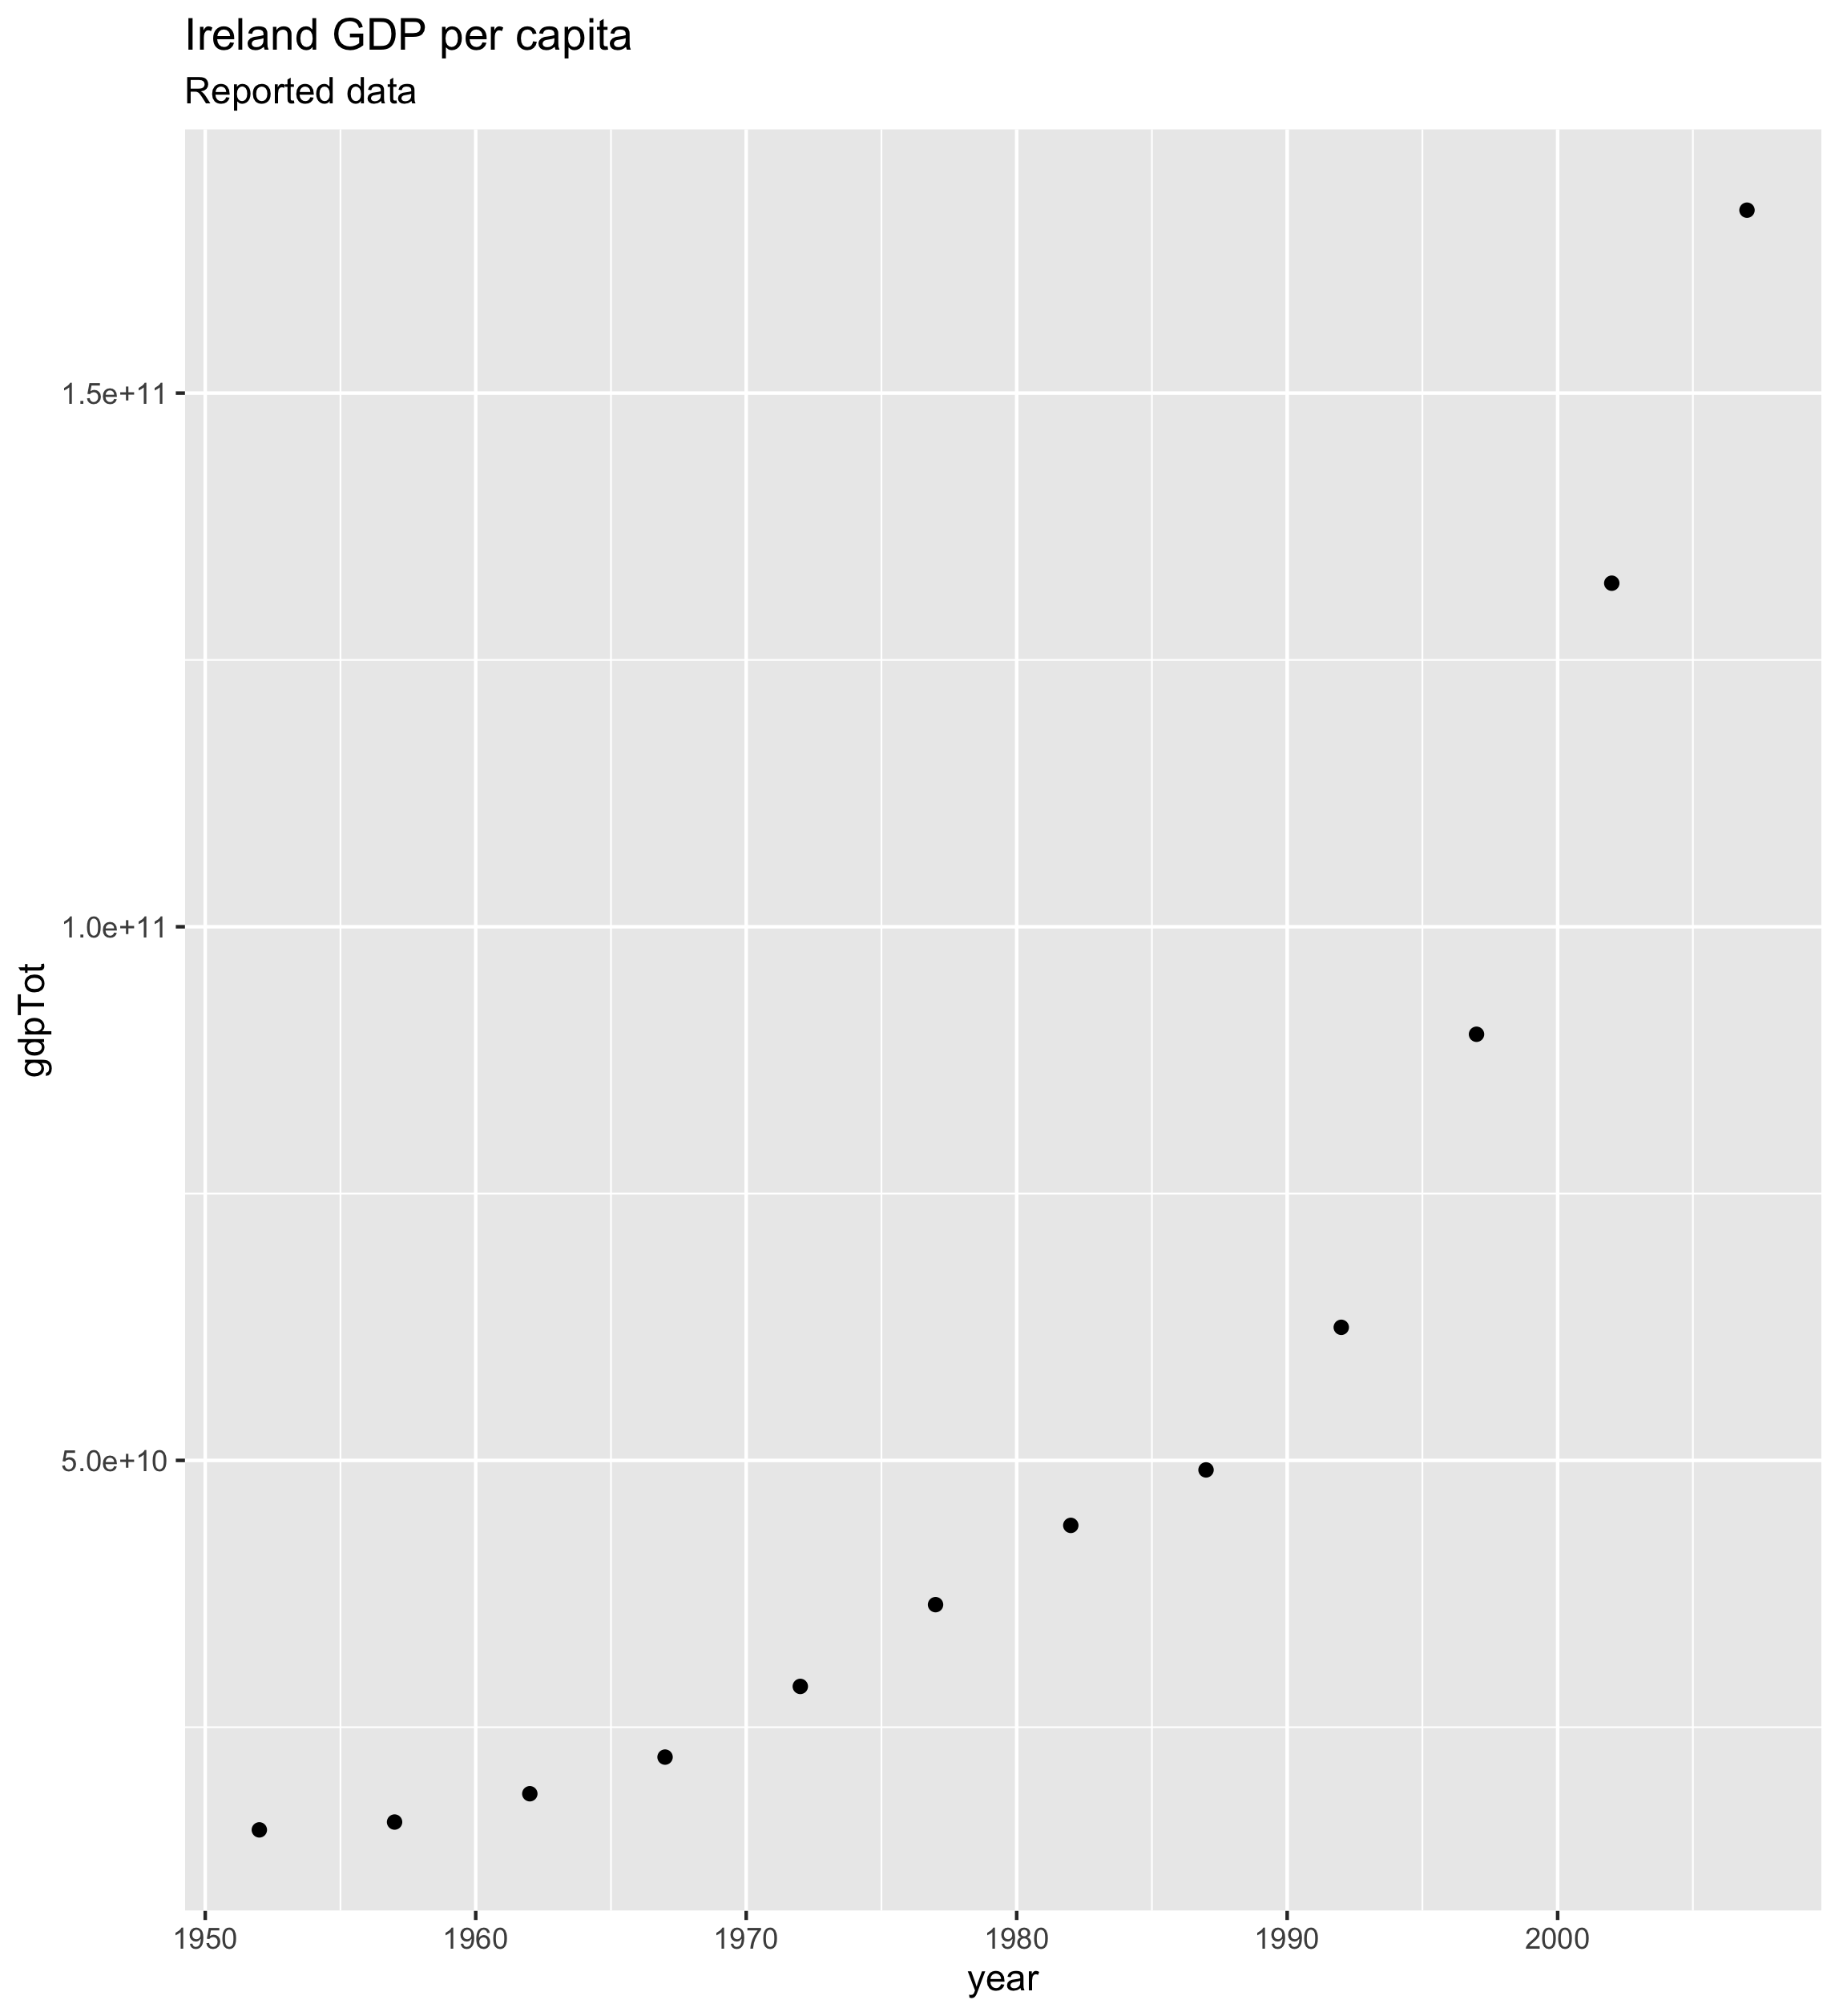 Ireland GDP per capita
Reported data
1.5e+11
1.0e+11
5.0e+10
gdpTot
1950 1960 1970 1980 1990 2000
year